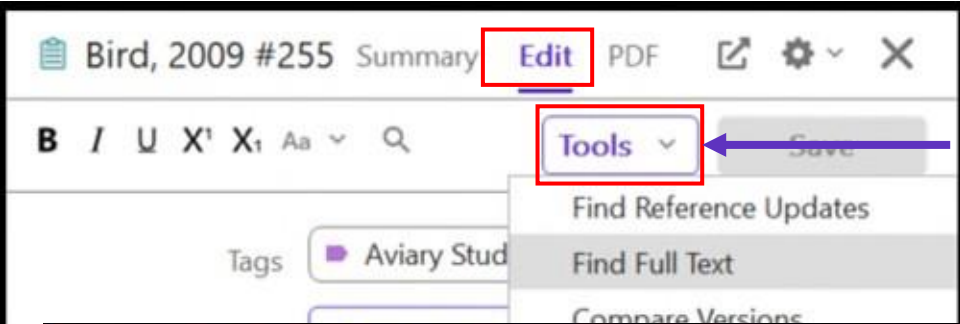 Bird, 2009 #255 Summary Edit PDF
B I U X¹ X₁ Aa Tools Save
Find Reference Updates
Tags Aviary Stud Find Full Text
Compare Versions